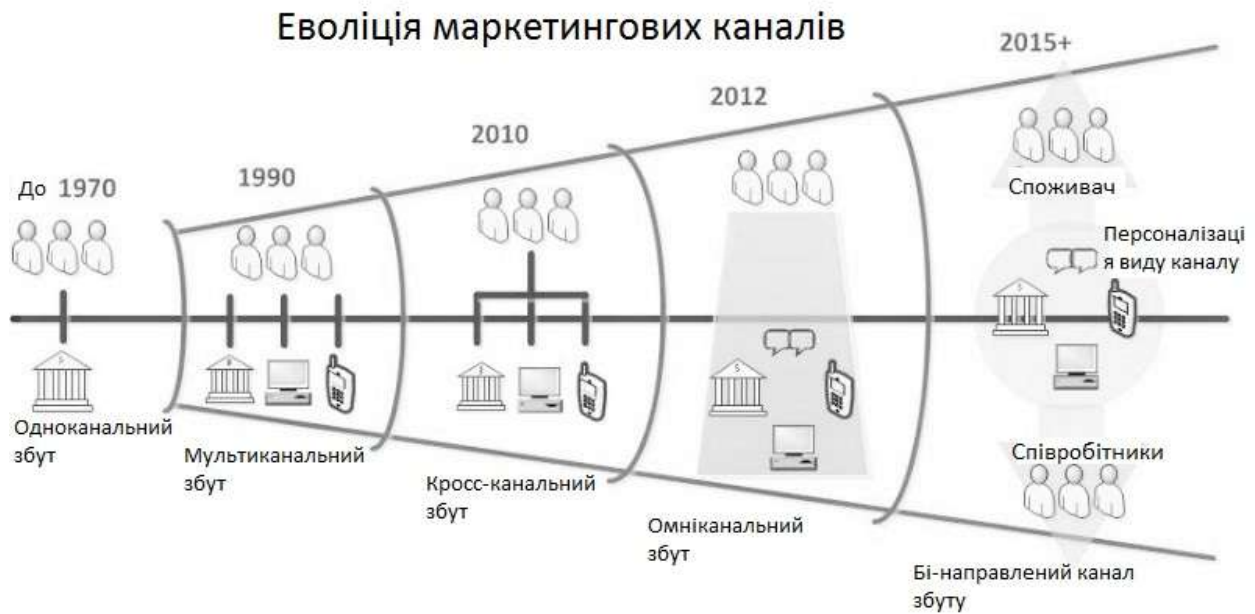 Еволіція маркетингових каналів
До 1970
Одноканальний
збут
1990
Мультиканальний
збут
2010
Кросс-канальний
збут
2012
Омніканальний
збут
2015+
Споживач
Персоналізаці
я виду каналу
Співробітники
Бі-направлений канал
збуту